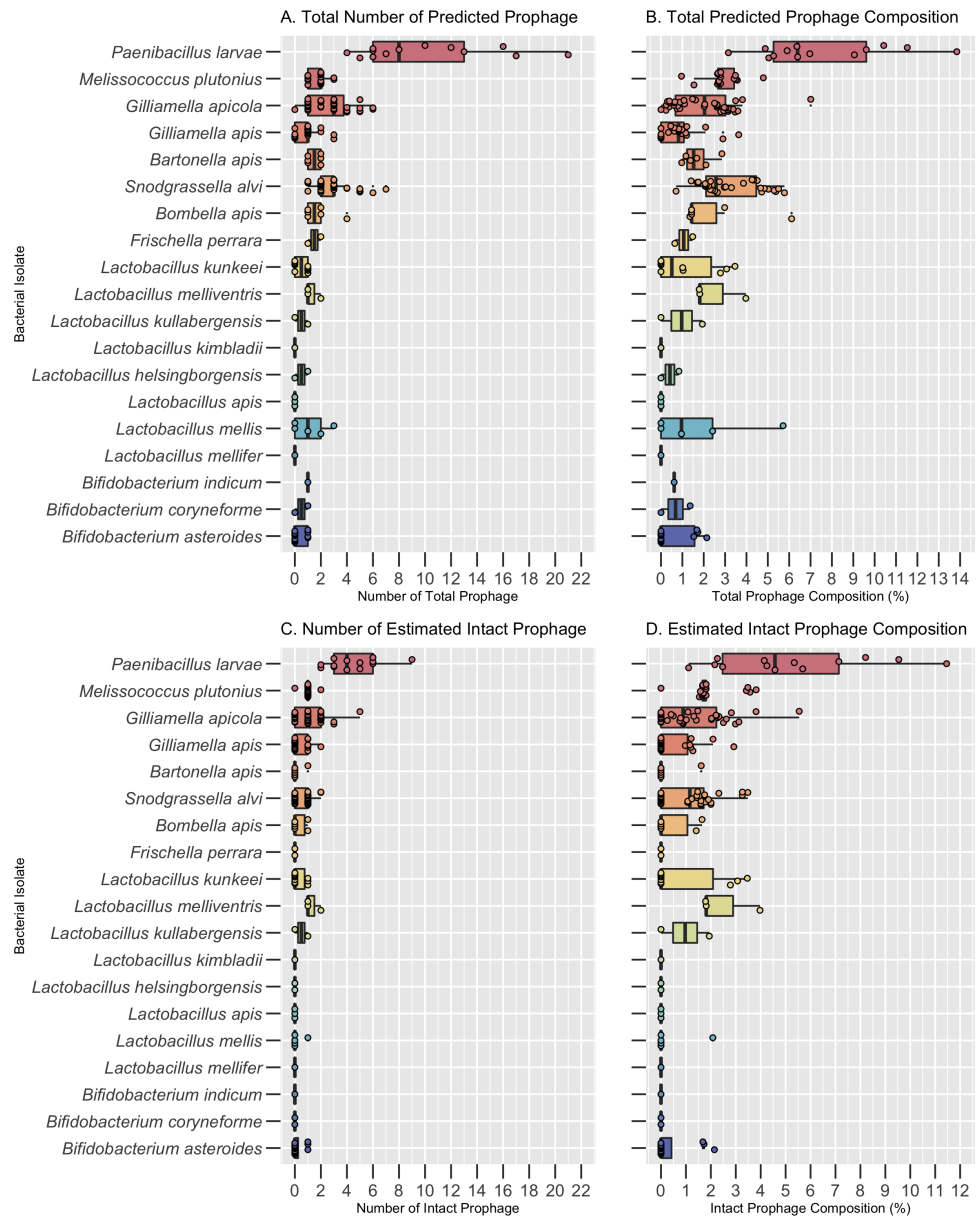 A. Total Number of Predicted Prophage
B. Total Predicted Prophage Composition
Bacterial Isolate
Paenibacillus larvae
Melissococcus plutonius
Gilliamella apicola
Gilliamella apis
Bartonella apis
Snodgrassella alvi
Bombella apis
Frischella perrara
Lactobacillus kunkeei
Lactobacillus melliventris
Lactobacillus kullabergensis
Lactobacillus kimbladii
Lactobacillus helsingborgensis
Lactobacillus apis
Lactobacillus mellis
Lactobacillus mellifer
Bifidobacterium indicum
Bifidobacterium coryneforme
Bifidobacterium asteroides
0 2 4 6 8 10 12 14 16 18 20 22
0 1 2 3 4 5 6 7 8 9 10 11 12 13 14
Number of Total Prophage
Total Prophage Composition (%)
C. Number of Estimated Intact Prophage
D. Estimated Intact Prophage Composition
Bacterial Isolate
Paenibacillus larvae
Melissococcus plutonius
Gilliamella apicola
Gilliamella apis
Bartonella apis
Snodgrassella alvi
Bombella apis
Frischella perrara
Lactobacillus kunkeei
Lactobacillus melliventris
Lactobacillus kullabergensis
Lactobacillus kimbladii
Lactobacillus helsingborgensis
Lactobacillus apis
Lactobacillus mellis
Lactobacillus mellifer
Bifidobacterium indicum
Bifidobacterium coryneforme
Bifidobacterium asteroides
0 2 4 6 8 10 12 14 16 18 20 22
0 1 2 3 4 5 6 7 8 9 10 11 12
Number of Intact Prophage
Intact Prophage Composition (%)